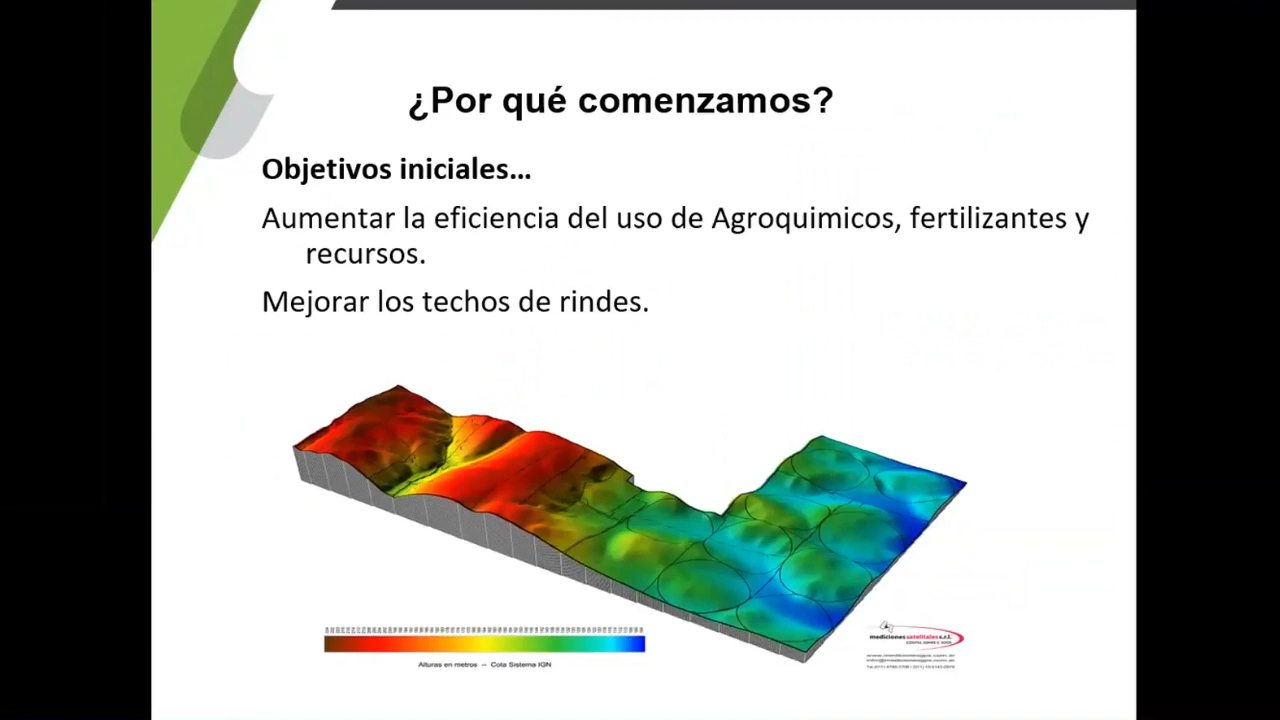 ¿Por qué comenzamos?
Objetivos iniciales...
Aumentar la eficiencia del uso de Agroquimicos, fertilizantes y
recursos.
Mejorar los techos de rindes.
Alturas en metros -- Cota Sistema IGN
mediciones satelitales s.r.l.